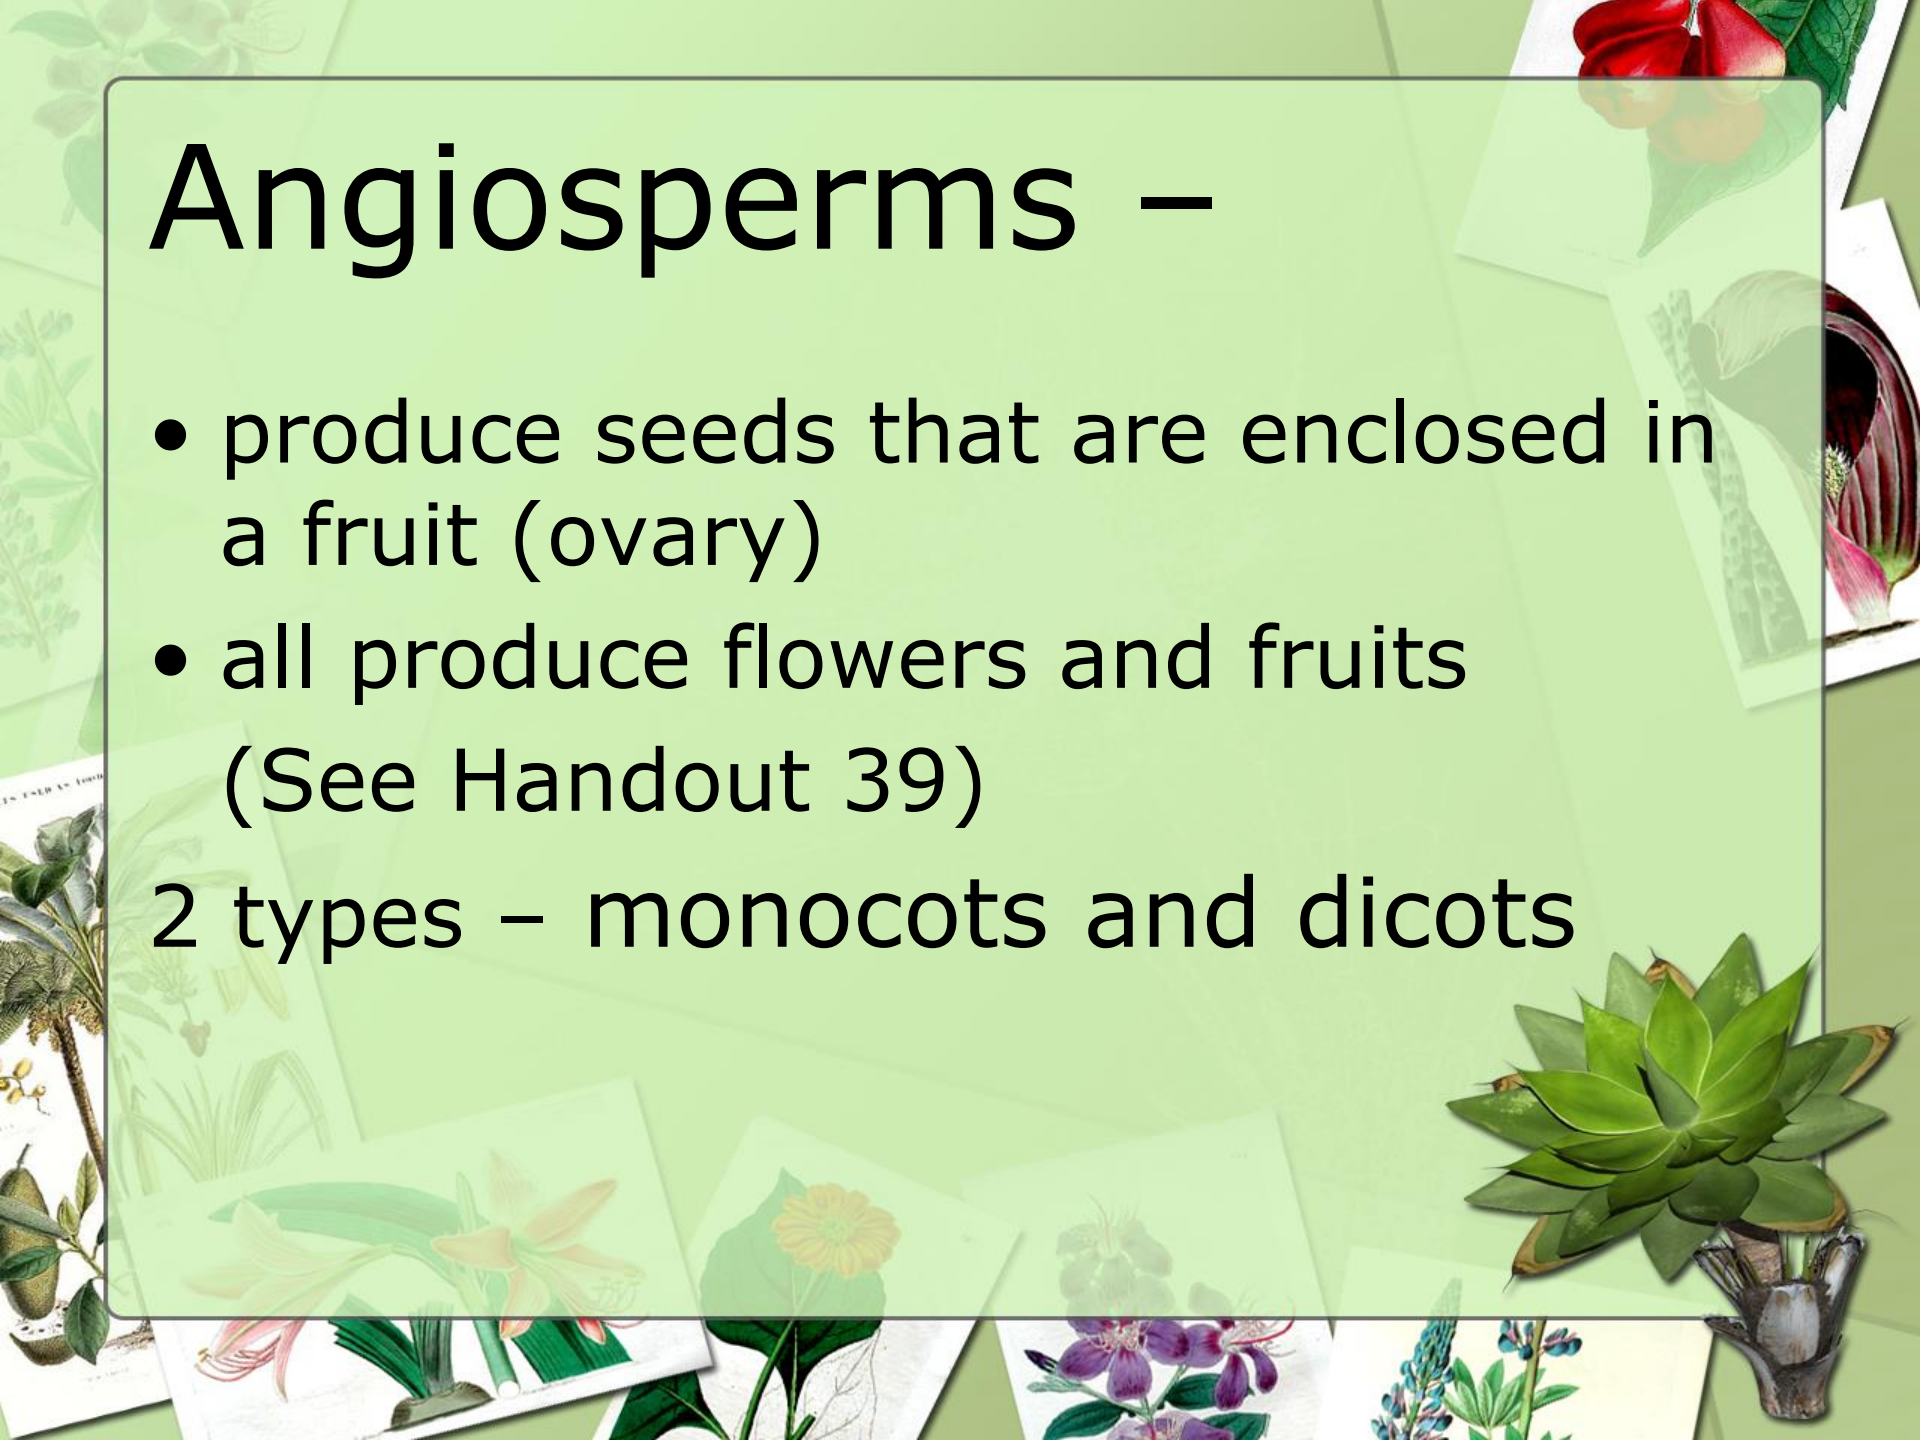 Angiosperms –
• produce seeds that are enclosed in
a fruit (ovary)
• all produce flowers and fruits
(See Handout 39)
2 types – monocots and dicots